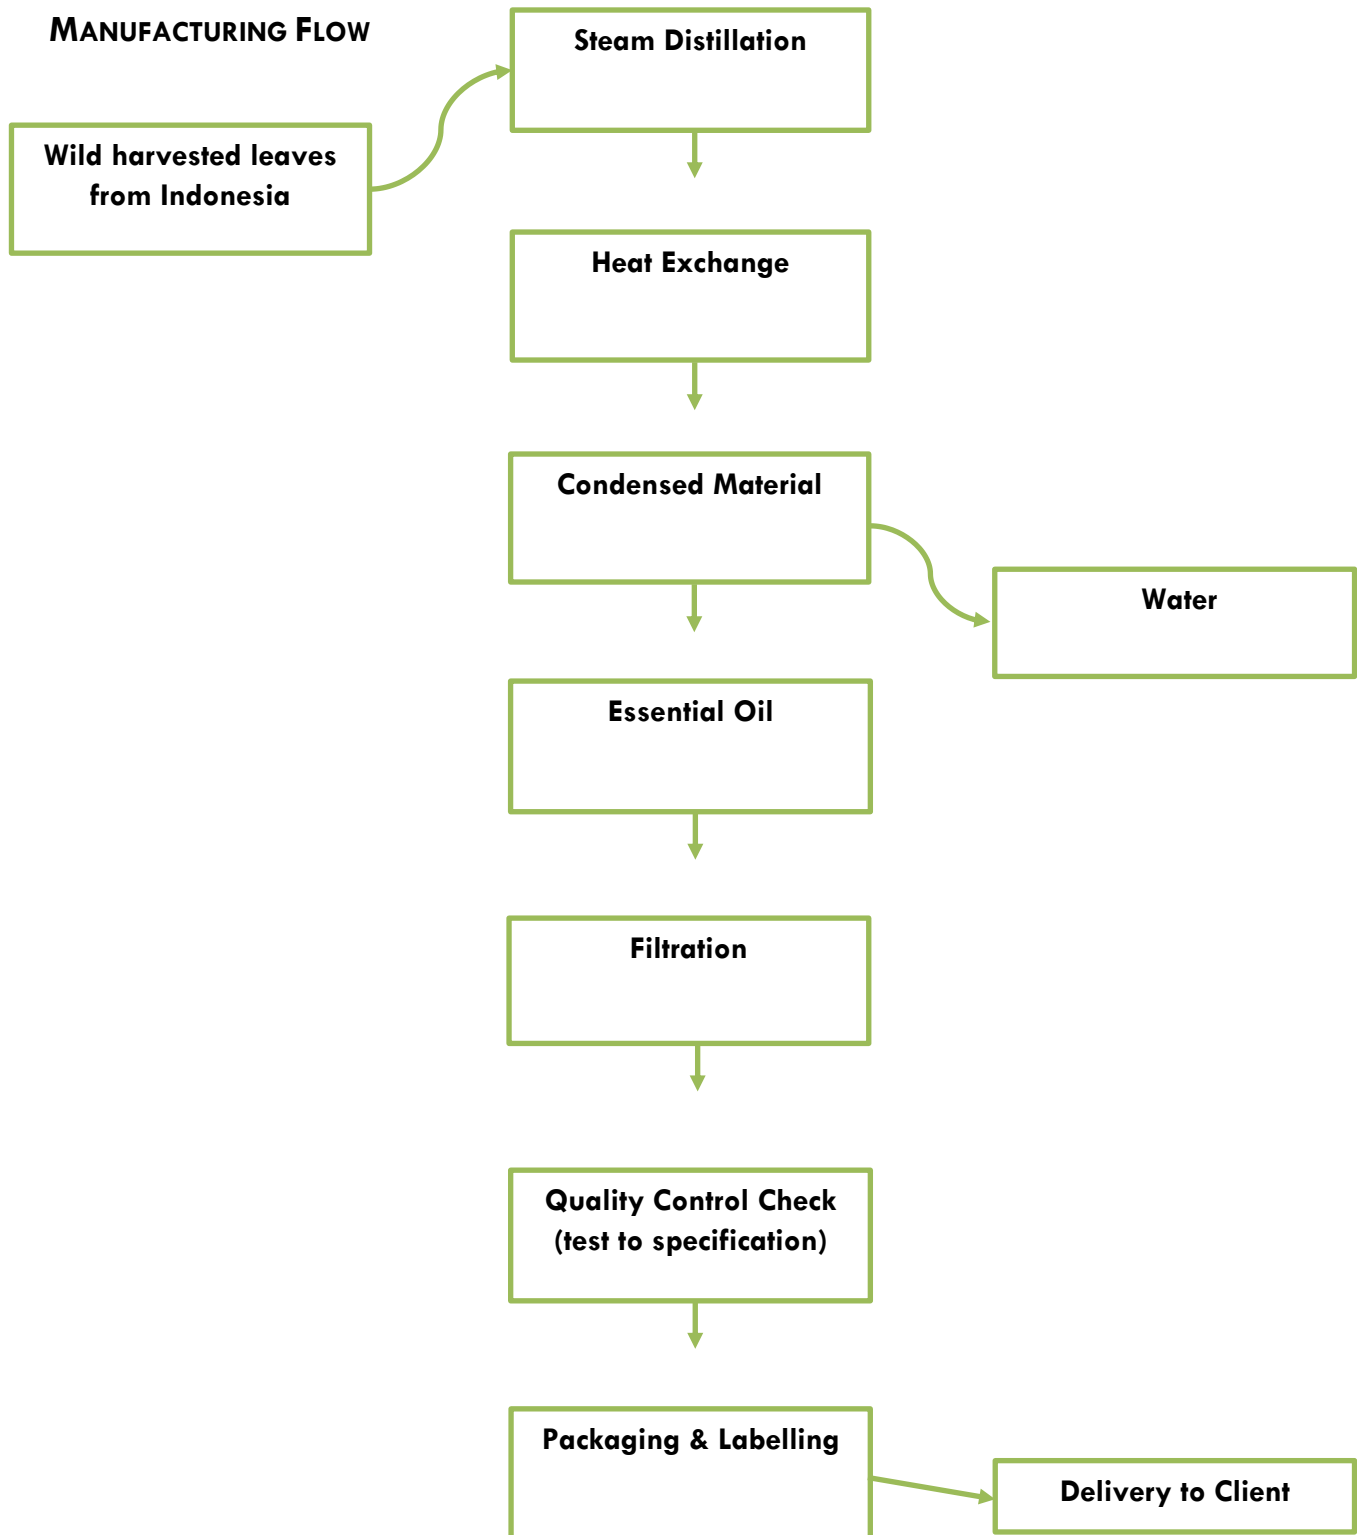 MANUFACTURING FLOW
Steam Distillation
Wild harvested leaves
from Indonesia
Heat Exchange
Condensed Material
Water
Essential Oil
Filtration
Quality Control Check
(test to specification)
Packaging & Labelling
Delivery to Client